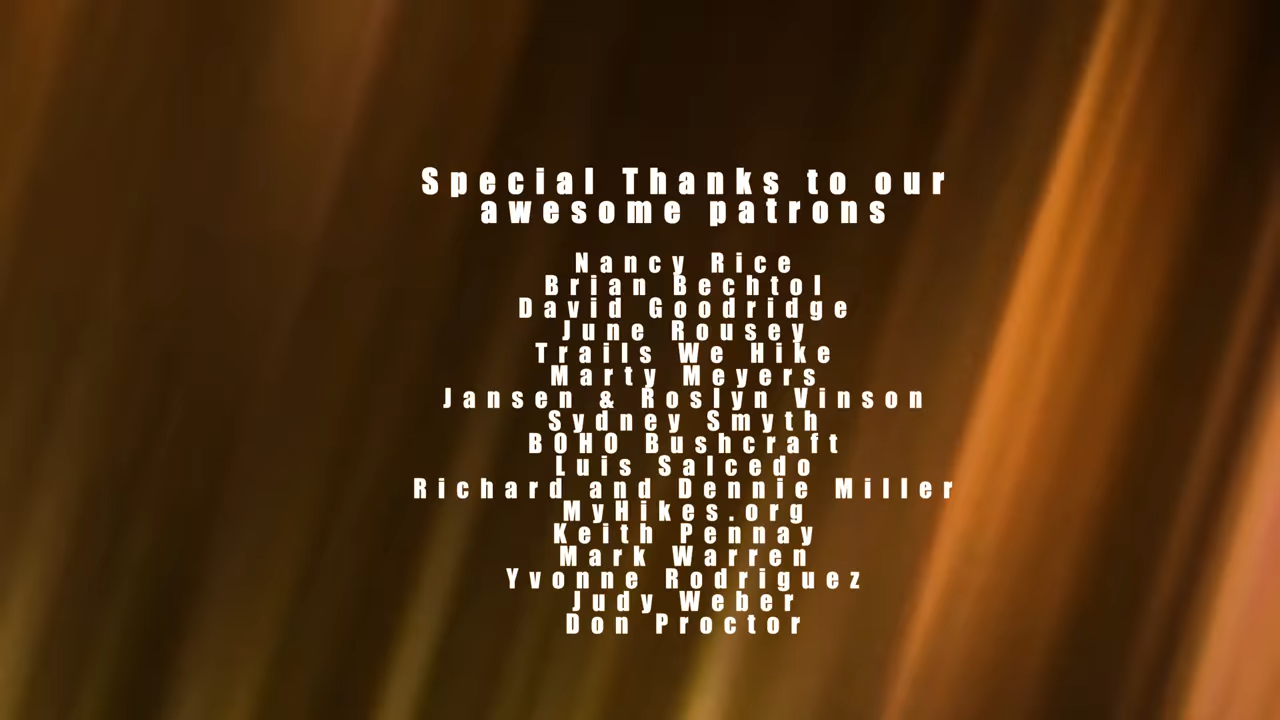 Special Thanks to our
awesome patrons
Nancy Rice
Brian Bechtol
David Goodridge
June Rousey
Trails We Hike
Marty Meyers
Jansen & Roslyn Vinson
Sydney Smyth
BOHO Bushcraft
Luis Salcedo
Richard and Dennie Miller
MyHikes.org
Keith Pennay
Mark Warren
Yvonne Rodriguez
Judy Weber
Don Proctor